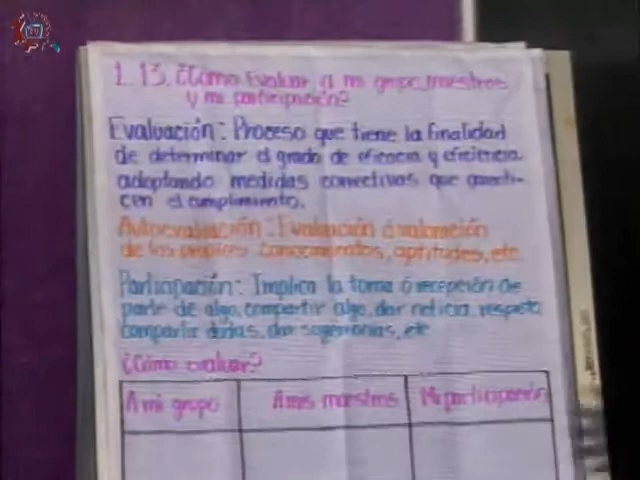 1.13. ¿Cómo Evaluar a mi grupo, maestros
y mi participación?
Evaluación: Proceso que tiene la finalidad
de determinar el grado de eficacia y eficiencia
adoptando medidas correctivas que garanti-
cen el cumplimiento.
Autoevaluación: Evaluación ó valoración
de los propios conocimientos, aptitudes, etc.
Participación: Implica la toma ó recepción de
parte de algo, compartir algo, dar noticia, respeto
compartir dudas, dar sugerencias, etc
¿Cómo evaluar?
A mi grupo
A mis maestros
Mi participación
TV